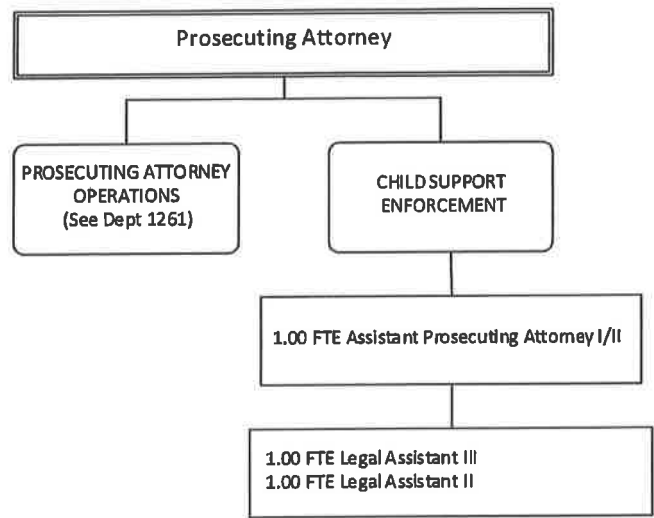 Prosecuting Attorney
PROSECUTING ATTORNEY
OPERATIONS
(See Dept 1261)
CHILD SUPPORT
ENFORCEMENT
1.00 FTE Assistant Prosecuting Attorney I/II
1.00 FTE Legal Assistant III
1.00 FTE Legal Assistant II